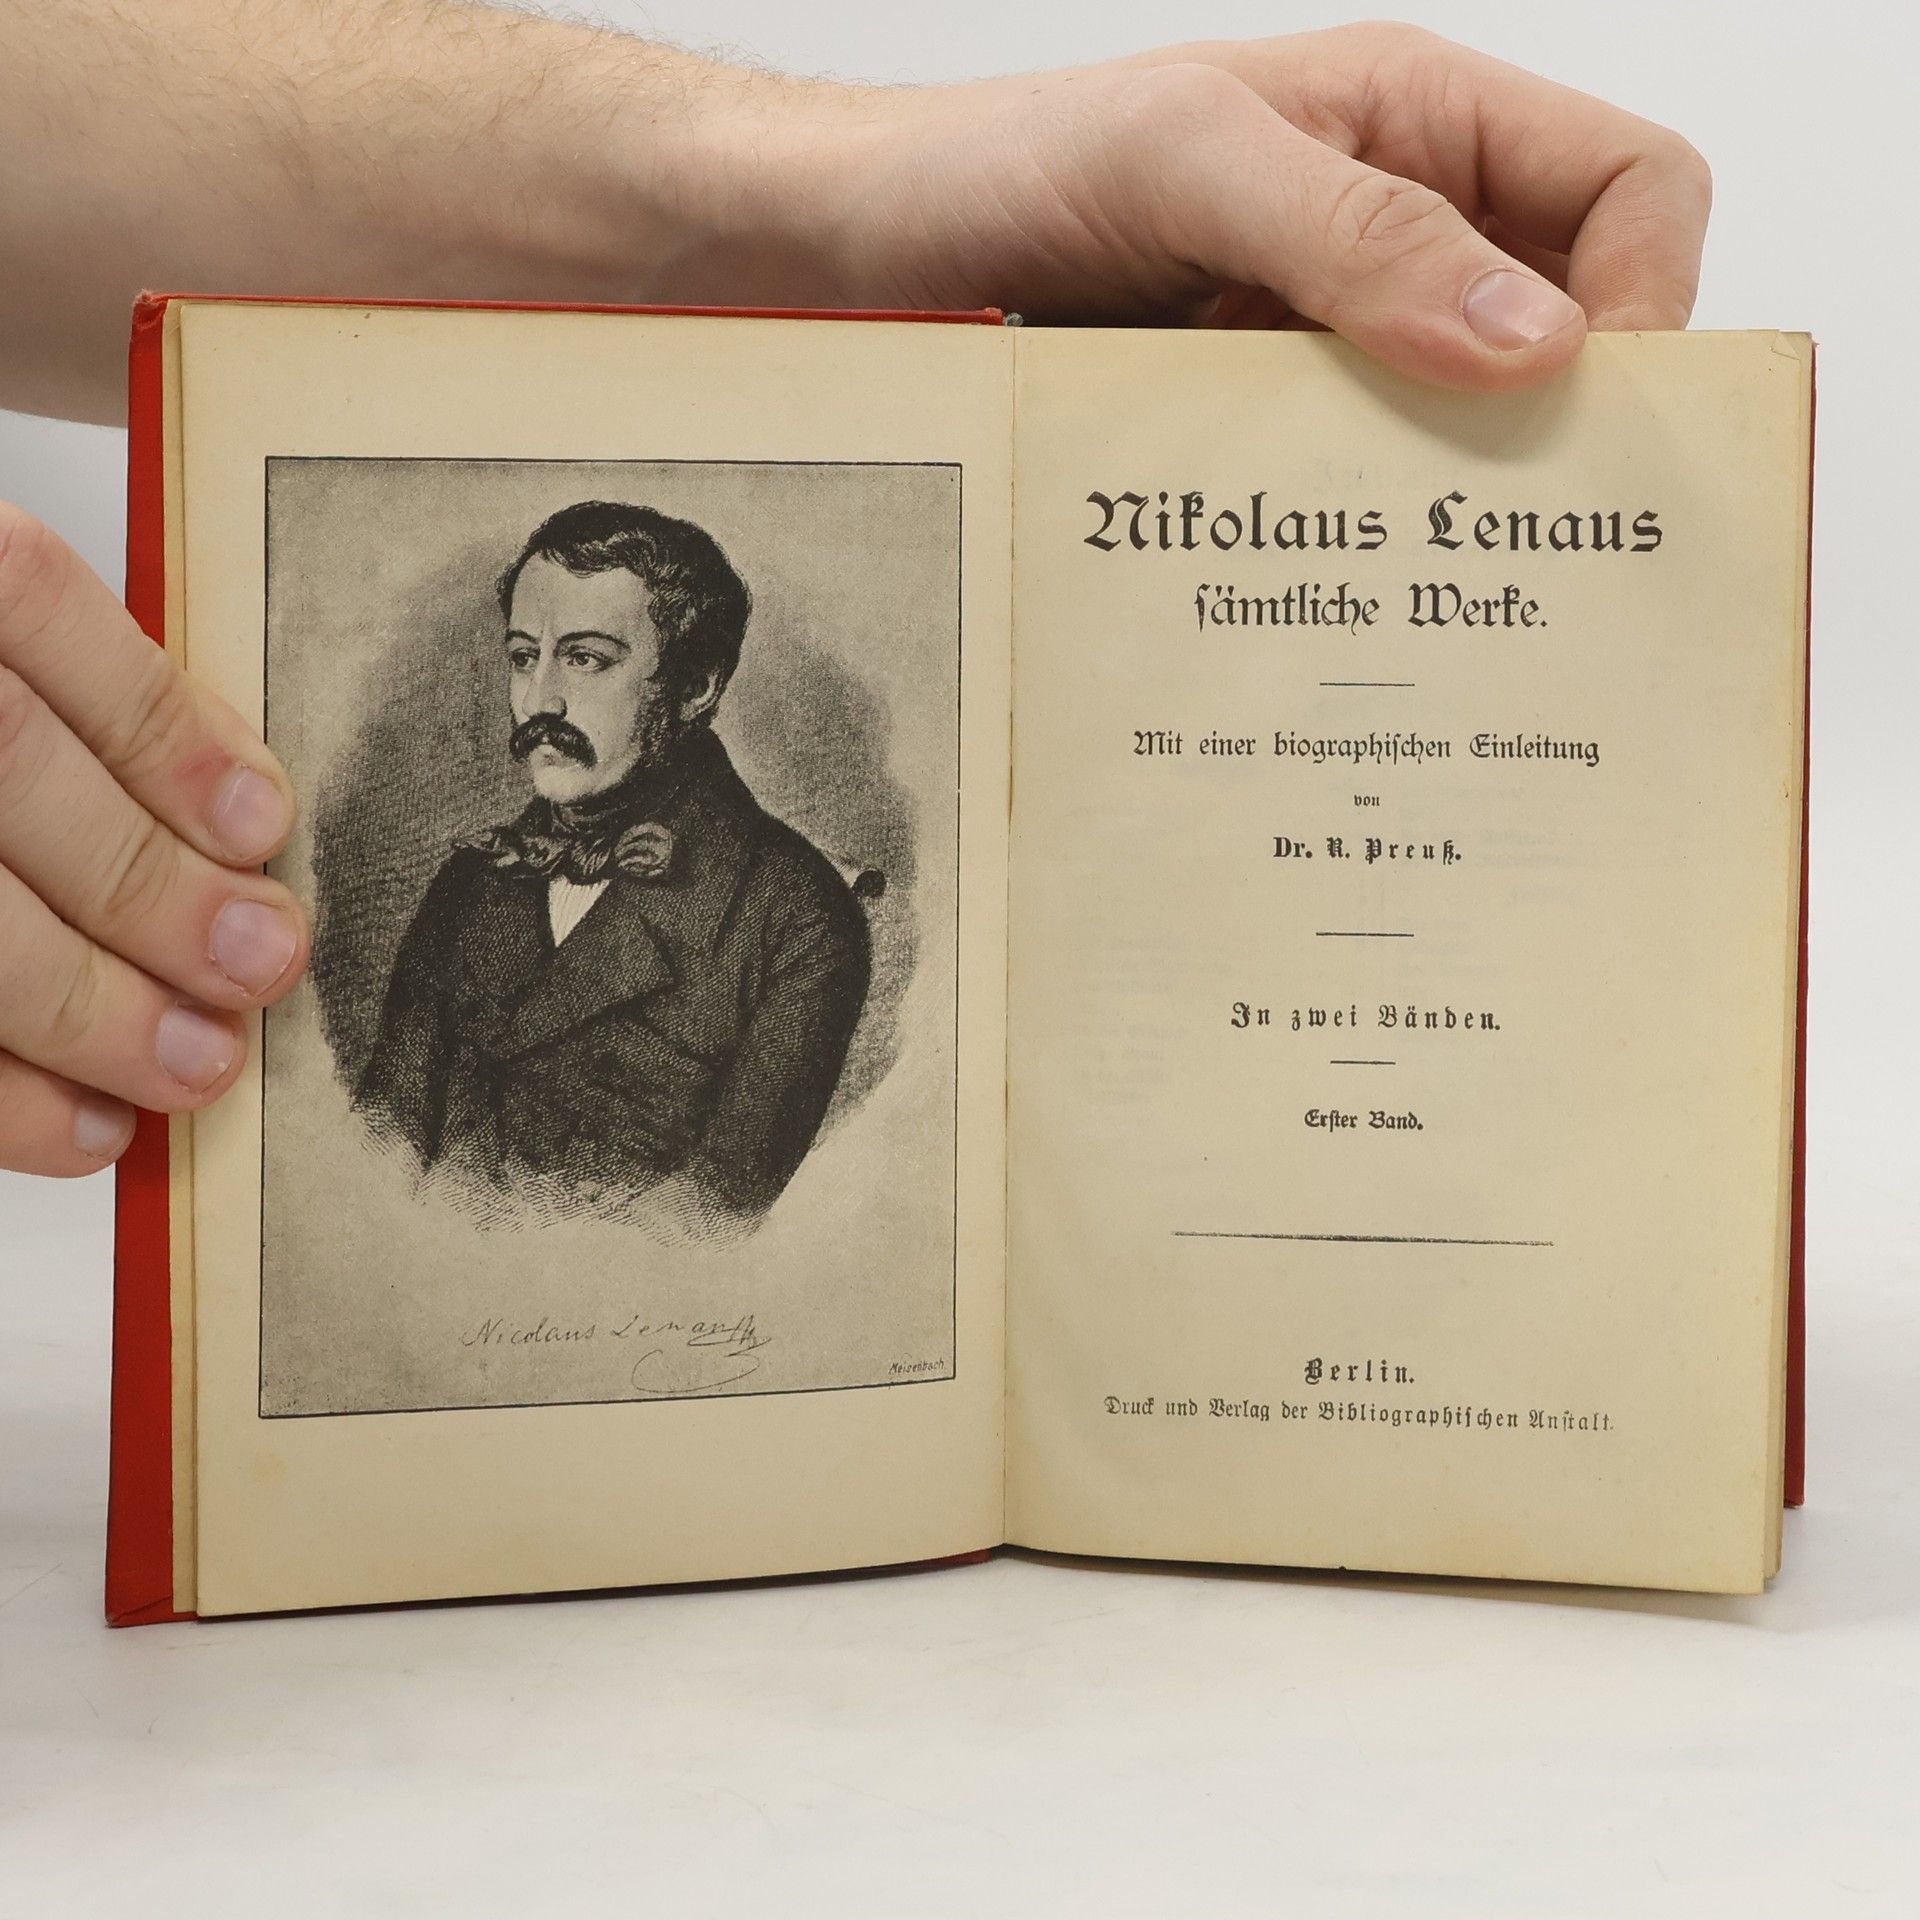 Nicolaus Lenau
Meisenbach
Nikolaus Lenaus
ſämtliche Werke.
Mit einer biographiſchen Einleitung
von
Dr. R. Preuß.
In zwei Bänden.
Erſter Band.
Berlin.
Druck und Verlag der Bibliographiſchen Anſtalt.